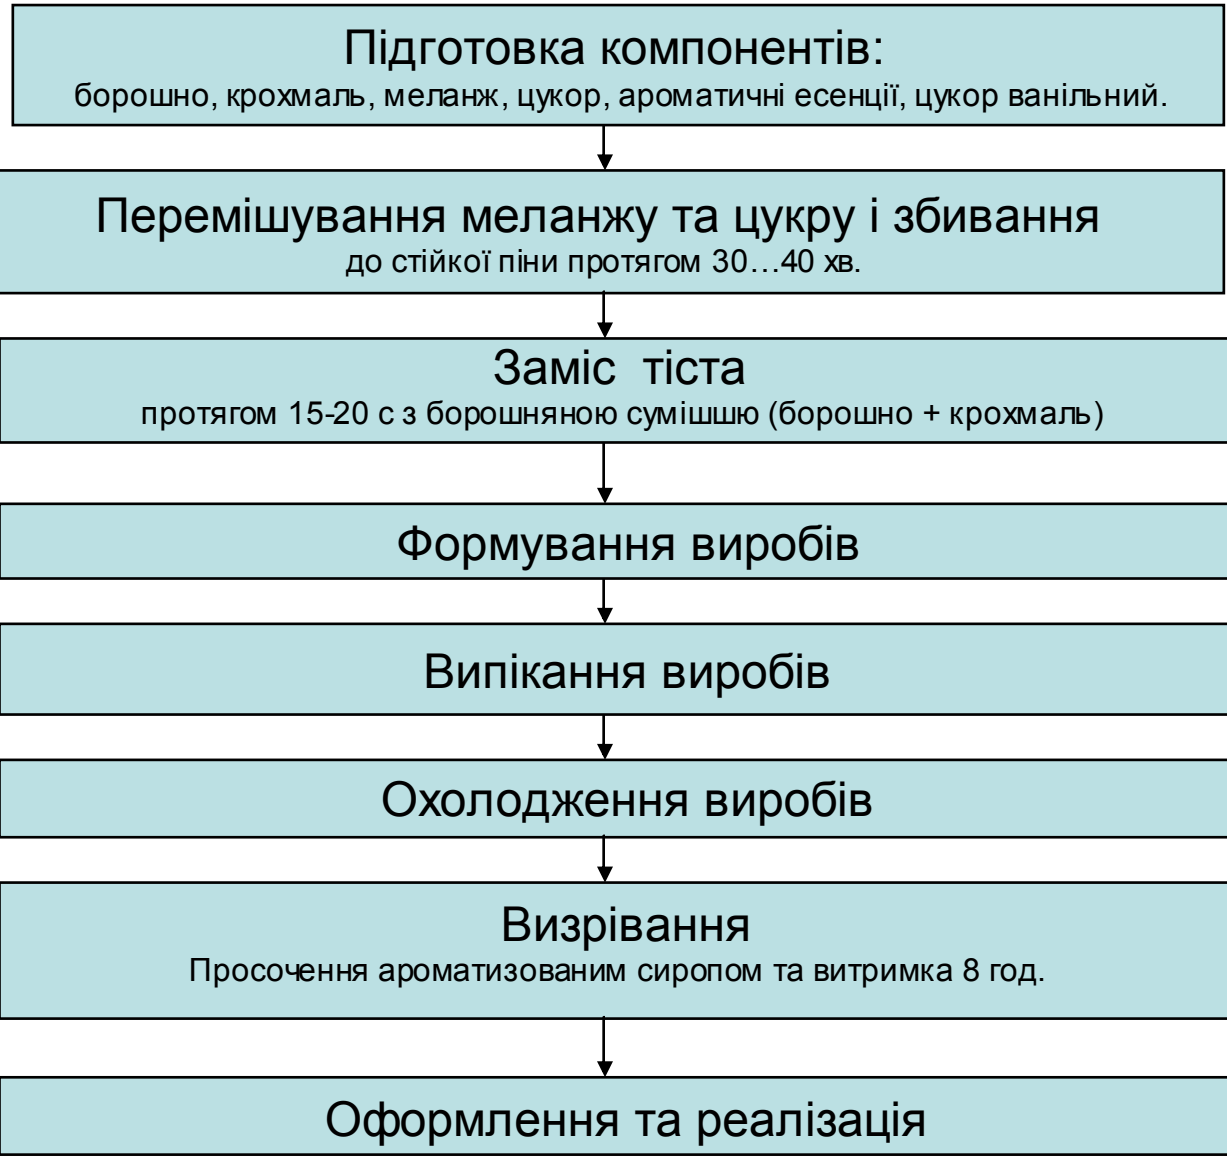 Підготовка компонентів:
борошно, крохмаль, меланж, цукор, ароматичні есенції, цукор ванільний.
Перемішування меланжу та цукру і збивання
до стійкої піни протягом 30…40 хв.
Заміс тіста
протягом 15-20 с з борошняною сумішшю (борошно + крохмаль)
Формування виробів
Випікання виробів
Охолодження виробів
Визрівання
Просочення ароматизованим сиропом та витримка 8 год.
Оформлення та реалізація